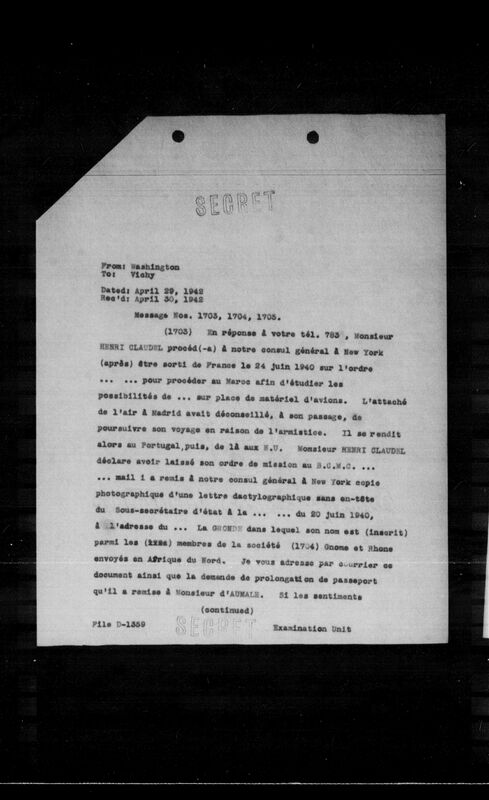 SECRET
From: Washington
To: Vichy
Dated: April 29, 1942
Rec'd: April 30, 1942
Message Nos. 1703, 1704, 1705.
(1703) En réponse à votre tél. 783 , Monsieur
HENRI CLAUDEL procéd(-a) à notre consul général à New York
(après) être sorti de France le 24 juin 1940 sur l'ordre
... ... pour procéder au Maroc afin d'étudier les
possibilités de ... sur place de matériel d'avions. L'attaché
de l'air à Madrid avait déconseillé, à son passage, de
poursuivre son voyage en raison de l'armistice. Il se rendit
alors au Portugal,puis, de là aux E.U. Monsieur HENRI CLAUDEL
déclare avoir laissé son ordre de mission au ...
... mail i a remis à notre consul général à New York copie
photographique d'une lettre dactylographique sans en-tête
du Sous-secrétaire d'état à la ... ... du 20 juin 1940,
à l'adresse du ... La GRONDE dans lequel son nom est (inscrit)
parmi les membres de la société (1704) Gnome et Rhone
envoyés en Afrique du Nord. Je vous adresse par courrier ce
document ainsi que la demande de prolongation de passeport
qu'il a remise à Monsieur d'AUMALE. Si les sentiments
(continued)
File D-1359
SECRET
Examination Unit